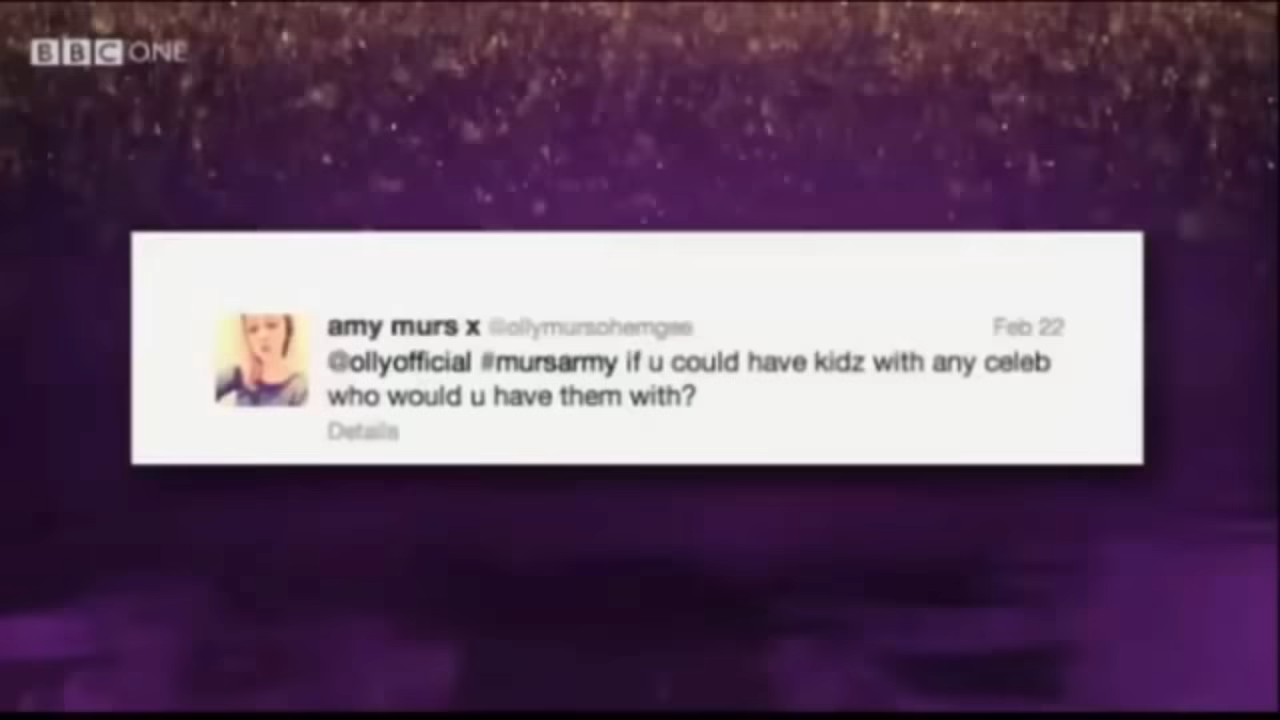 BBC ONE
amy murs x @ollymursohemgee Feb 22
@ollyofficial #mursarmy if u could have kidz with any celeb
who would u have them with?
Details